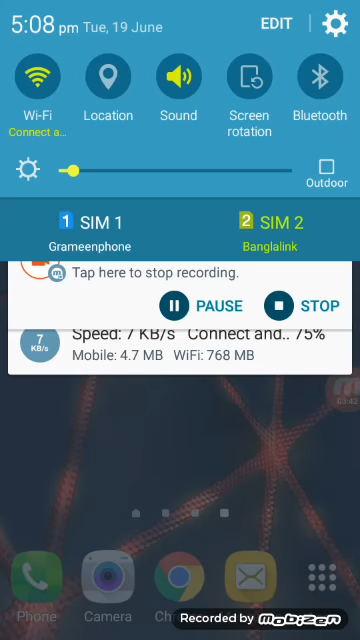 5:08 pm Tue, 19 June EDIT
Wi-Fi Location Sound Screen rotation Bluetooth
Connect a..
Outdoor
1 SIM 1 2 SIM 2
Grameenphone Banglalink
Tap here to stop recording.
PAUSE STOP
7 KB/s Speed: 7 KB/s Connect and.. 75%
Mobile: 4.7 MB WiFi: 768 MB
03:42
Phone Camera
Recorded by mobizen